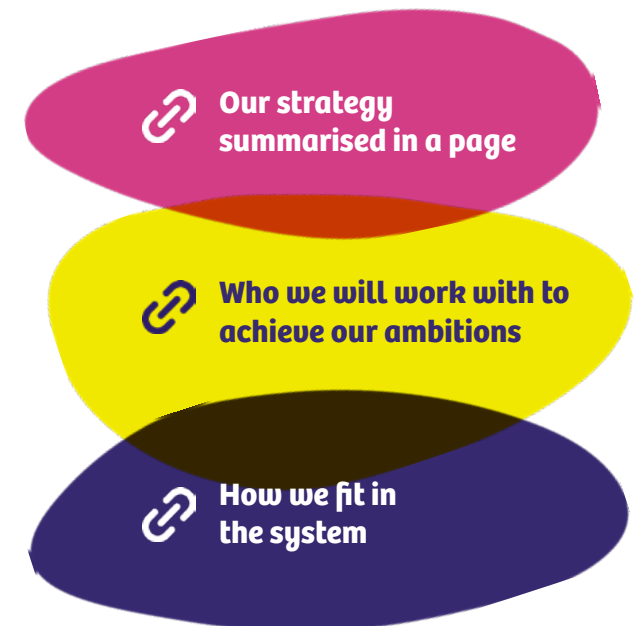 Our strategy
summarised in a page
Who we will work with to
achieve our ambitions
How we fit in
the system